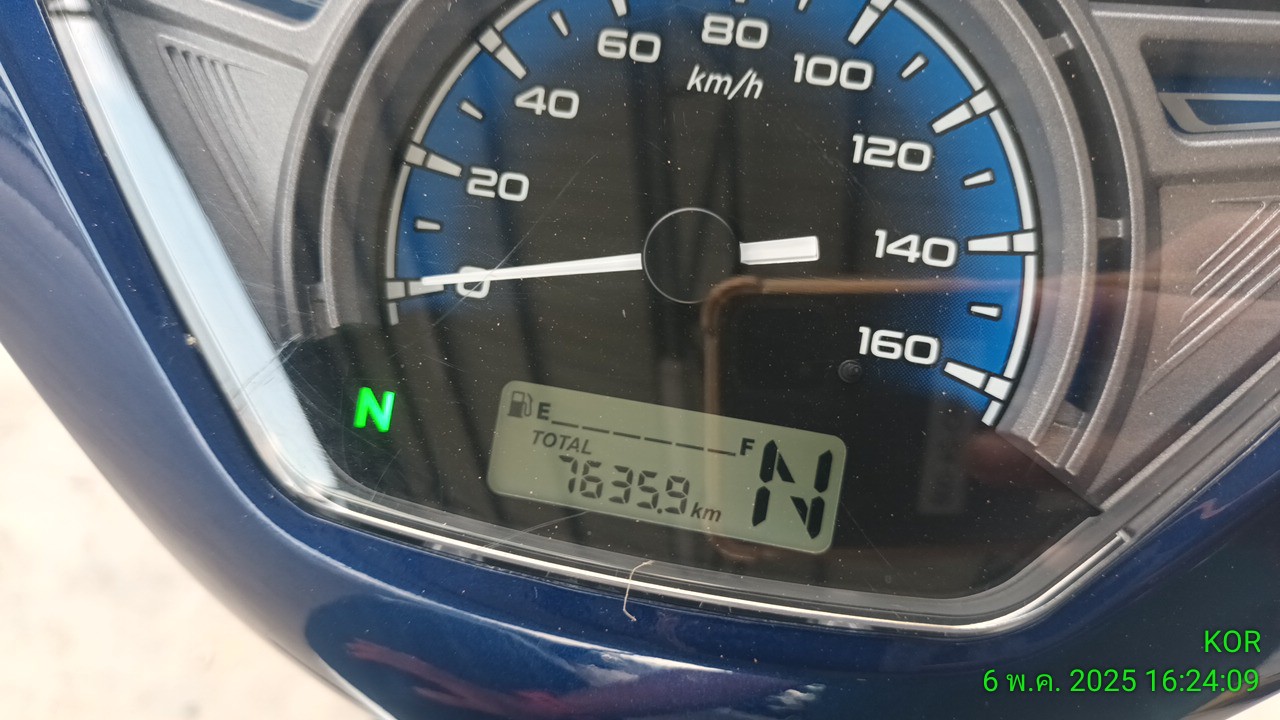 0
20
40
60
80
100
120
140
160
km/h
N
E F
TOTAL
7635.9 km
N
KOR
6 พ.ค. 2025 16:24:09